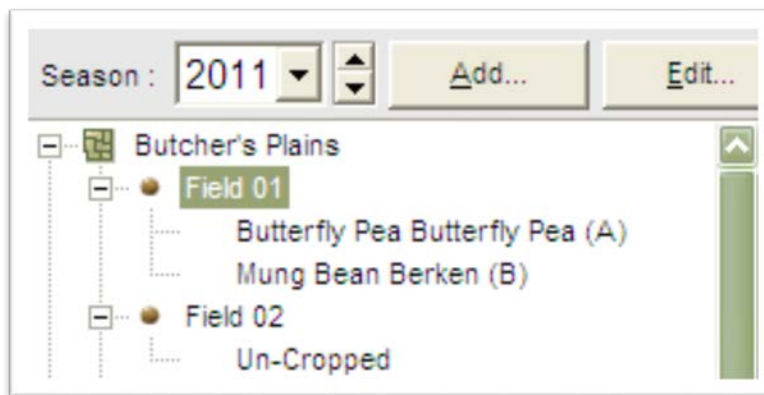 Season : 2011 Add... Edit...
Butcher's Plains
Field 01
Butterfly Pea Butterfly Pea (A)
Mung Bean Berken (B)
Field 02
Un-Cropped